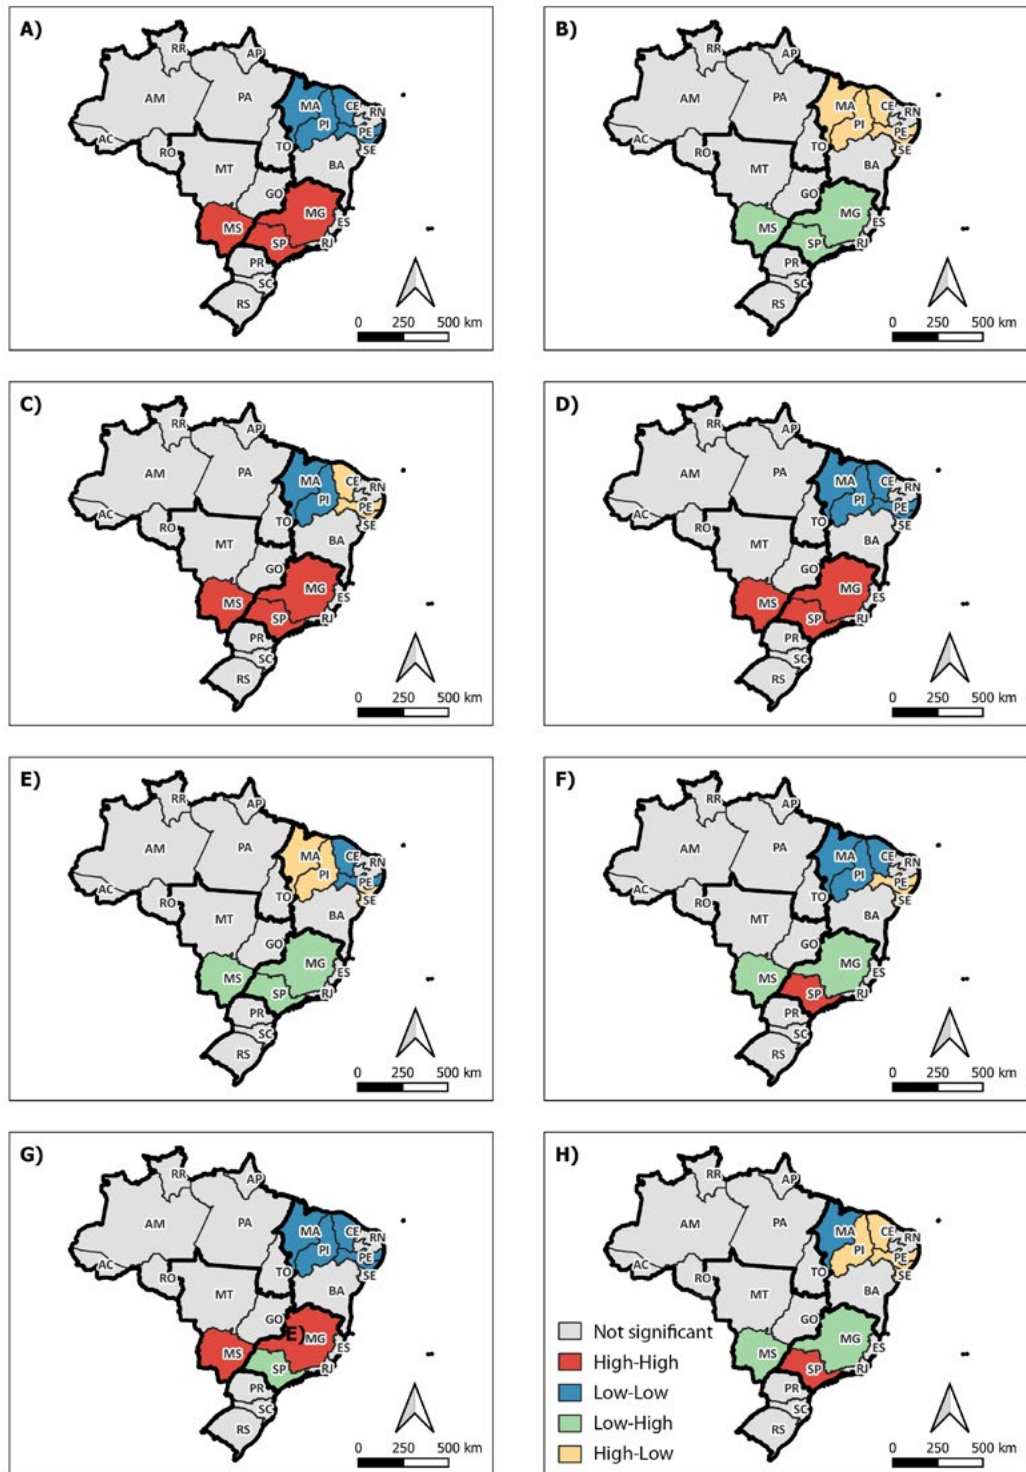 A)
RR
AP
AM
PA
MA
CE
RN
PI
PE
AC
TO
SE
RO
BA
MT
GO
MG
ES
MS
SP
RJ
PR
SC
RS
0 250 500 km
B)
RR
AP
AM
PA
MA
CE
RN
PI
PE
AC
TO
SE
RO
BA
MT
GO
MG
ES
MS
SP
RJ
PR
SC
RS
0 250 500 km
C)
RR
AP
AM
PA
MA
CE
RN
PI
PE
AC
TO
SE
RO
BA
MT
GO
MG
ES
MS
SP
RJ
PR
SC
RS
0 250 500 km
D)
RR
AP
AM
PA
MA
CE
RN
PI
PE
AC
TO
SE
RO
BA
MT
GO
MG
ES
MS
SP
RJ
PR
SC
RS
0 250 500 km
E)
RR
AP
AM
PA
MA
CE
RN
PI
PE
AC
TO
SE
RO
BA
MT
GO
MG
ES
MS
SP
RJ
PR
SC
RS
0 250 500 km
F)
RR
AP
AM
PA
MA
CE
RN
PI
PE
AC
TO
SE
RO
BA
MT
GO
MG
ES
MS
SP
RJ
PR
SC
RS
0 250 500 km
G)
RR
AP
AM
PA
MA
CE
RN
PI
PE
AC
TO
SE
RO
BA
MT
GO
E)
MG
ES
MS
SP
RJ
PR
SC
RS
0 250 500 km
H)
RR
AP
AM
PA
MA
CE
RN
PI
PE
AC
TO
SE
RO
BA
MT
GO
MG
ES
MS
SP
RJ
PR
SC
RS
0 250 500 km
Not significant
High-High
Low-Low
Low-High
High-Low